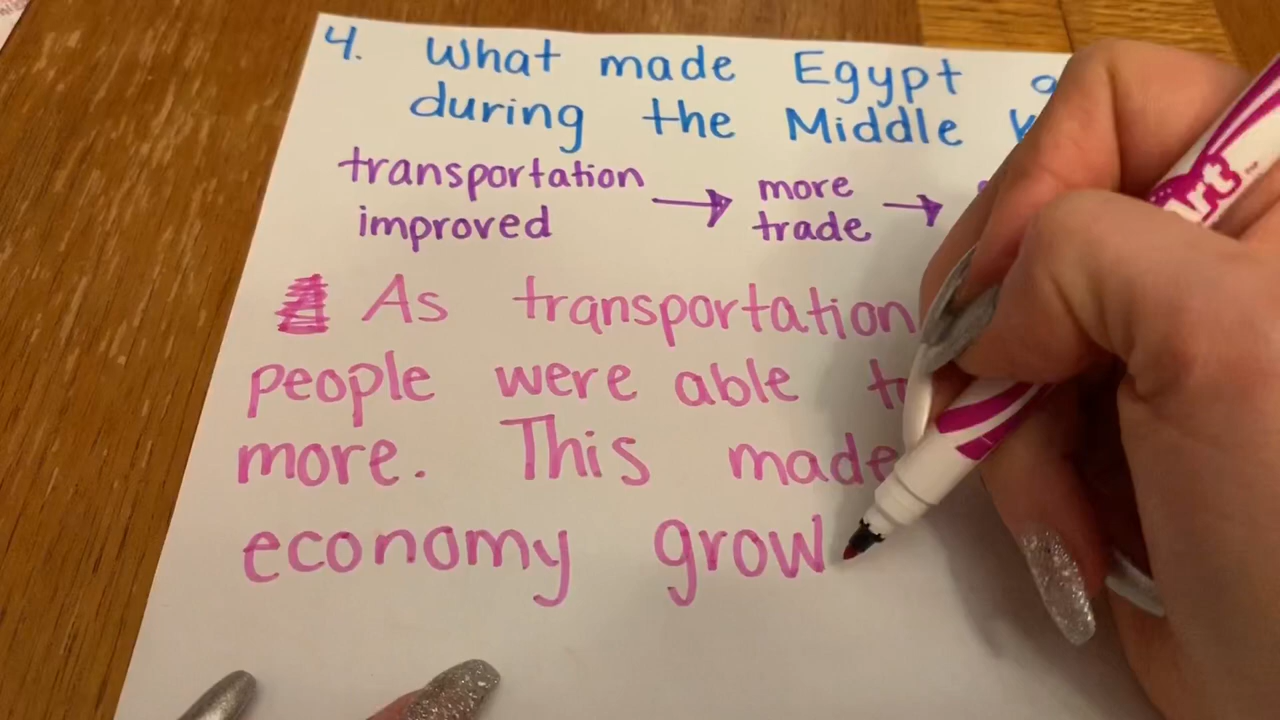 4. What made Egypt
during the Middle
transportation
improved
more
trade
As transportation
people were able
more. This made
economy grow